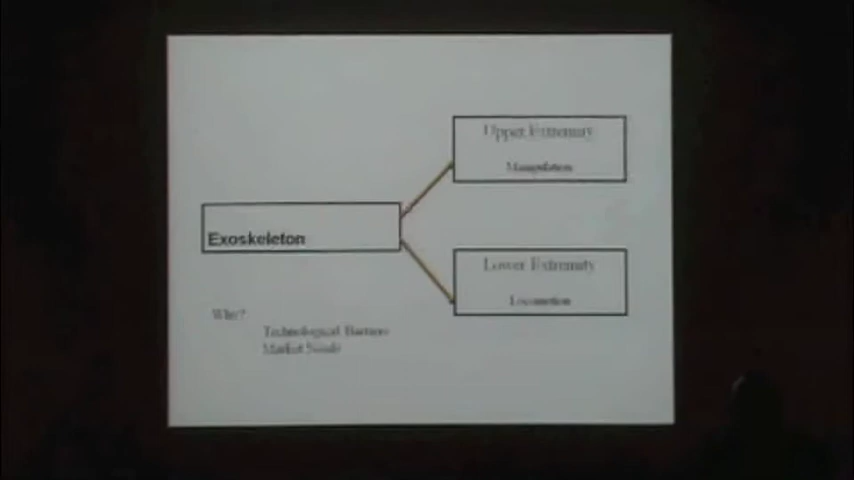 Upper Extremity
Manipulation
Exoskeleton
Lower Extremity
Locomotion
Why?
Technological Barriers
Market Needs